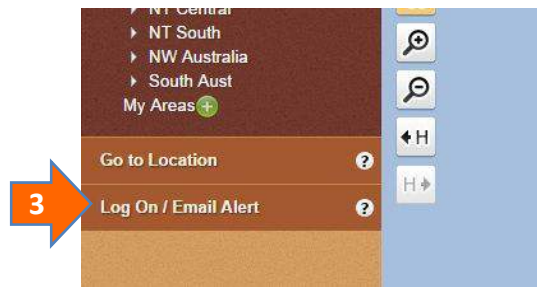 NT Central
NT South
NW Australia
South Aust
My Areas
Go to Location ?
3
Log On / Email Alert ?
H
H